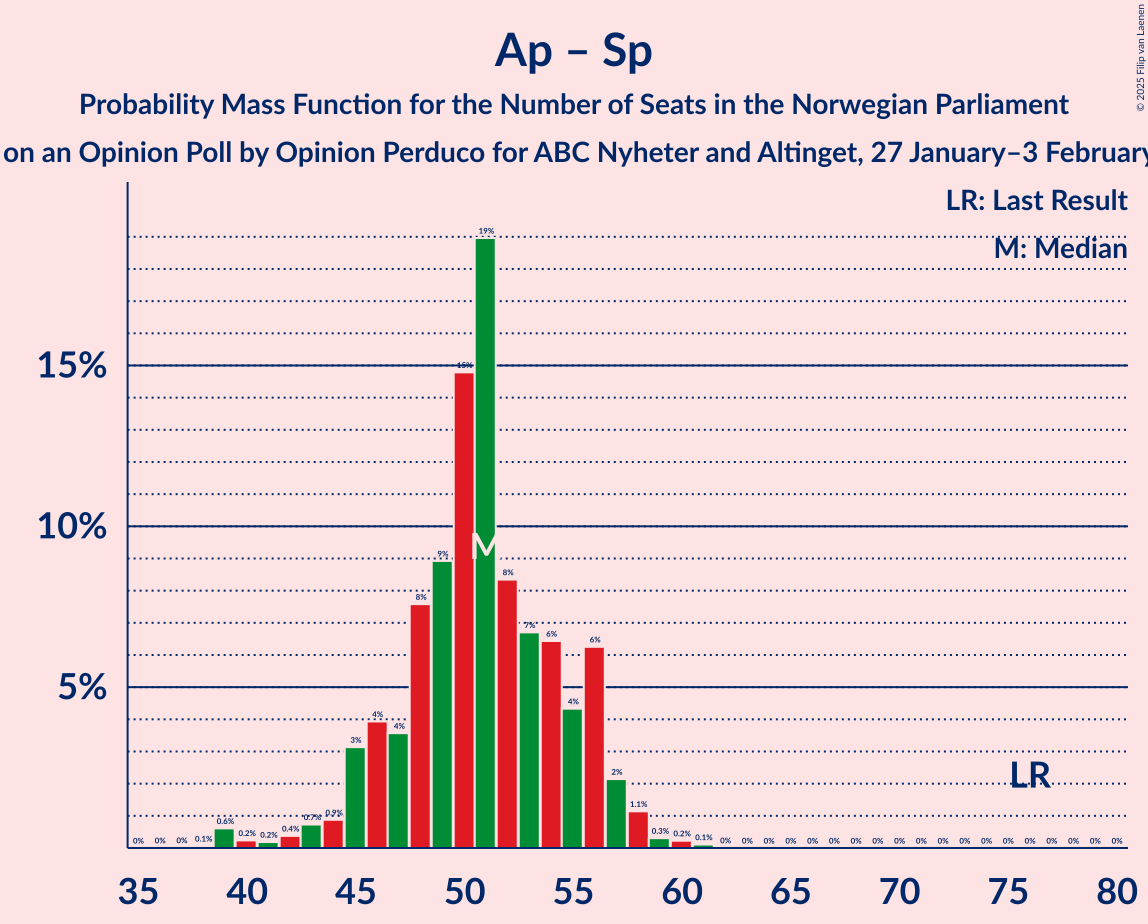 Ap – Sp
Probability Mass Function for the Number of Seats in the Norwegian Parliament
on an Opinion Poll by Opinion Perduco for ABC Nyheter and Altinget, 27 January–3 February
© 2025 Filip van Laenen
LR: Last Result
M: Median
15%
10%
5%
0% 0% 0% 0.1% 0.6% 0.2% 0.2% 0.4% 0.7% 0.9% 3% 4% 4% 8% 9% 15% 19% 8% 7% 6% 4% 6% 2% 1.1% 0.3% 0.2% 0.1% 0% 0% 0% 0% 0% 0% 0% 0% 0% 0% 0% 0% 0% 0% 0% 0% 0% 0% 0%
M
LR
35 40 45 50 55 60 65 70 75 80